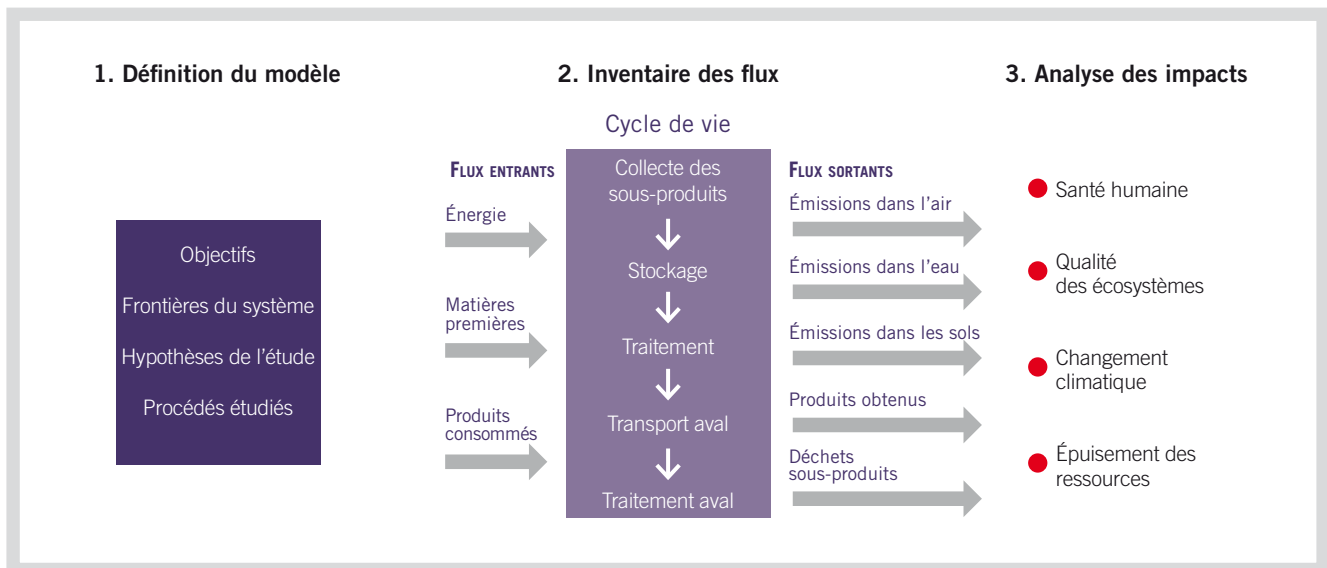 1. Définition du modèle
Objectifs
Frontières du système
Hypothèses de l'étude
Procédés étudiés
2. Inventaire des flux
Cycle de vie
FLUX ENTRANTS
Énergie
Matières
premières
Produits
consommés
Collecte des
sous-produits
Stockage
Traitement
Transport aval
Traitement aval
FLUX SORTANTS
Émissions dans l'air
Émissions dans l'eau
Émissions dans les sols
Produits obtenus
Déchets
sous-produits
3. Analyse des impacts
Santé humaine
Qualité
des écosystèmes
Changement
climatique
Épuisement des
ressources